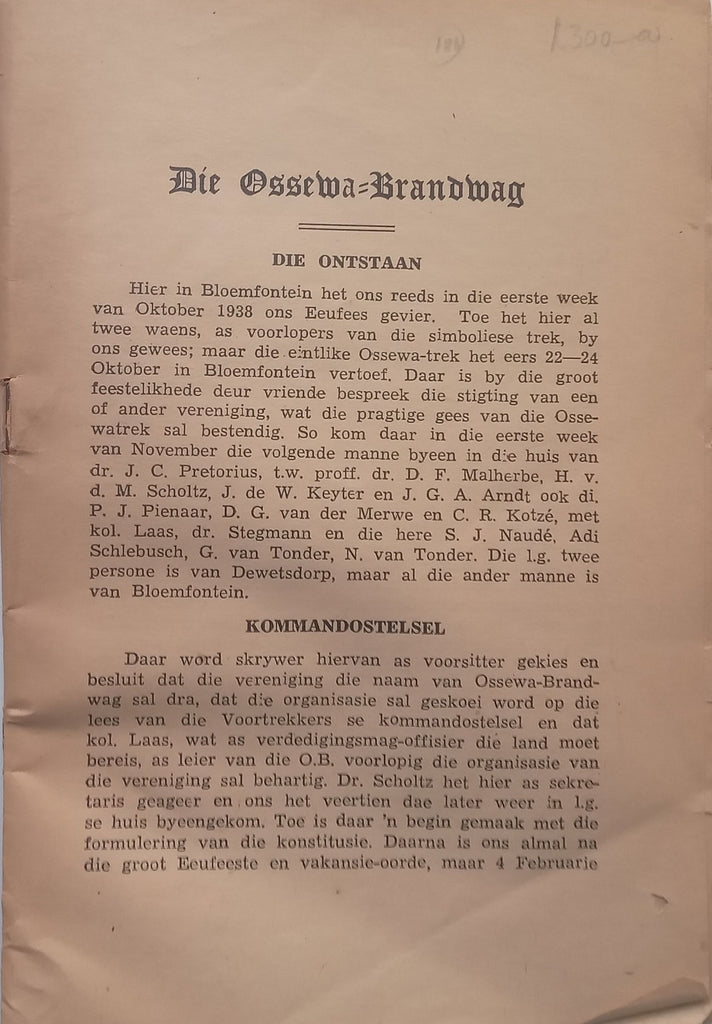 Die Ossewa=Brandwag
DIE ONTSTAAN
Hier in Bloemfontein het ons reeds in die eerste week
van Oktober 1938 ons Eeufees gevier. Toe het hier al
twee waens, as voorlopers van die simboliese trek, by
ons gewees; maar die eintlike Ossewa-trek het eers 22—24
Oktober in Bloemfontein vertoef. Daar is by die groot
feestelikhede deur vriende bespreek die stigting van een
of ander vereniging, wat die pragtige gees van die Osse-
watrek sal bestendig. So kom daar in die eerste week
van November die volgende manne byeen in die huis van
dr. J. C. Pretorius, t.w. proff. dr. D. F. Malherbe, H. v.
d. M. Scholtz, J. de W. Keyter en J. G. A. Arndt ook di.
P. J. Pienaar, D. G. van der Merwe en C. R. Kotzé, met
kol. Laas, dr. Stegmann en die here S. J. Naudé, Adi
Schlebusch, G. van Tonder, N. van Tonder. Die l.g. twee
persone is van Dewetsdorp, maar al die ander manne is
van Bloemfontein.
KOMMANDOSTELSEL
Daar word skrywer hiervan as voorsitter gekies en
besluit dat die vereniging die naam van Ossewa-Brand-
wag sal dra, dat die organisasie sal geskoei word op die
lees van die Voortrekkers se kommandostelsel en dat
kol. Laas, wat as verdedigingsmag-offisier die land moet
bereis, as leier van die O.B. voorlopig die organisasie van
die vereniging sal behartig. Dr. Scholtz het hier as sekre-
taris geageer en ons het veertien dae later weer in l.g.
se huis byeengekom. Toe is daar 'n begin gemaak met die
formulering van die konstitusie. Daarna is ons almal na
die groot Eeufeeste en vakansie-oorde, maar 4 Februarie